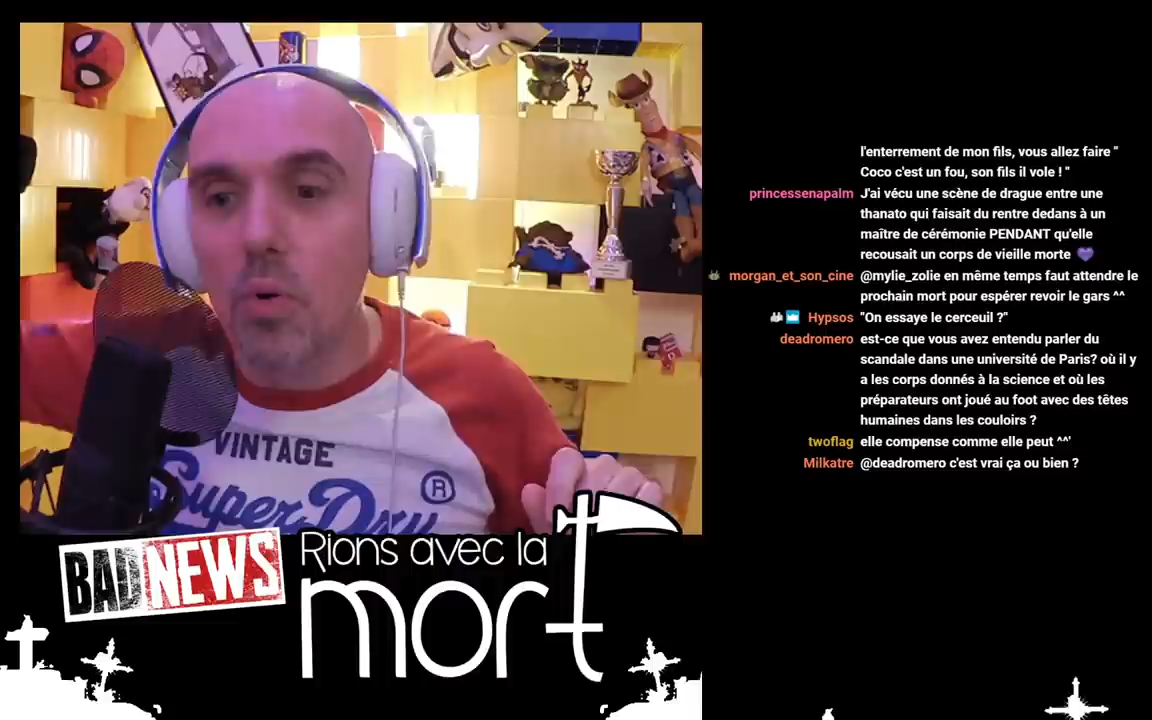 l'enterrement de mon fils, vous allez faire "
Coco c'est un fou, son fils il vole ! "
princessenapalm J'ai vécu une scène de drague entre une
thanato qui faisait du rentre dedans à un
maître de cérémonie PENDANT qu'elle
recousait un corps de vieille morte 💜
morgan_et_son_cine @mylie_zolie en même temps faut attendre le
prochain mort pour espérer revoir le gars ^^
Hypsos "On essaye le cerceuil ?"
deadromero est-ce que vous avez entendu parler du
scandale dans une université de Paris? où il y
a les corps donnés à la science et où les
préparateurs ont joué au foot avec des têtes
humaines dans les couloirs ?
twoflag elle compense comme elle peut ^^'
Milkatre @deadromero c'est vrai ça ou bien ?
VINTAGE
SuperDry ®
BAD NEWS
Rions avec la
mort